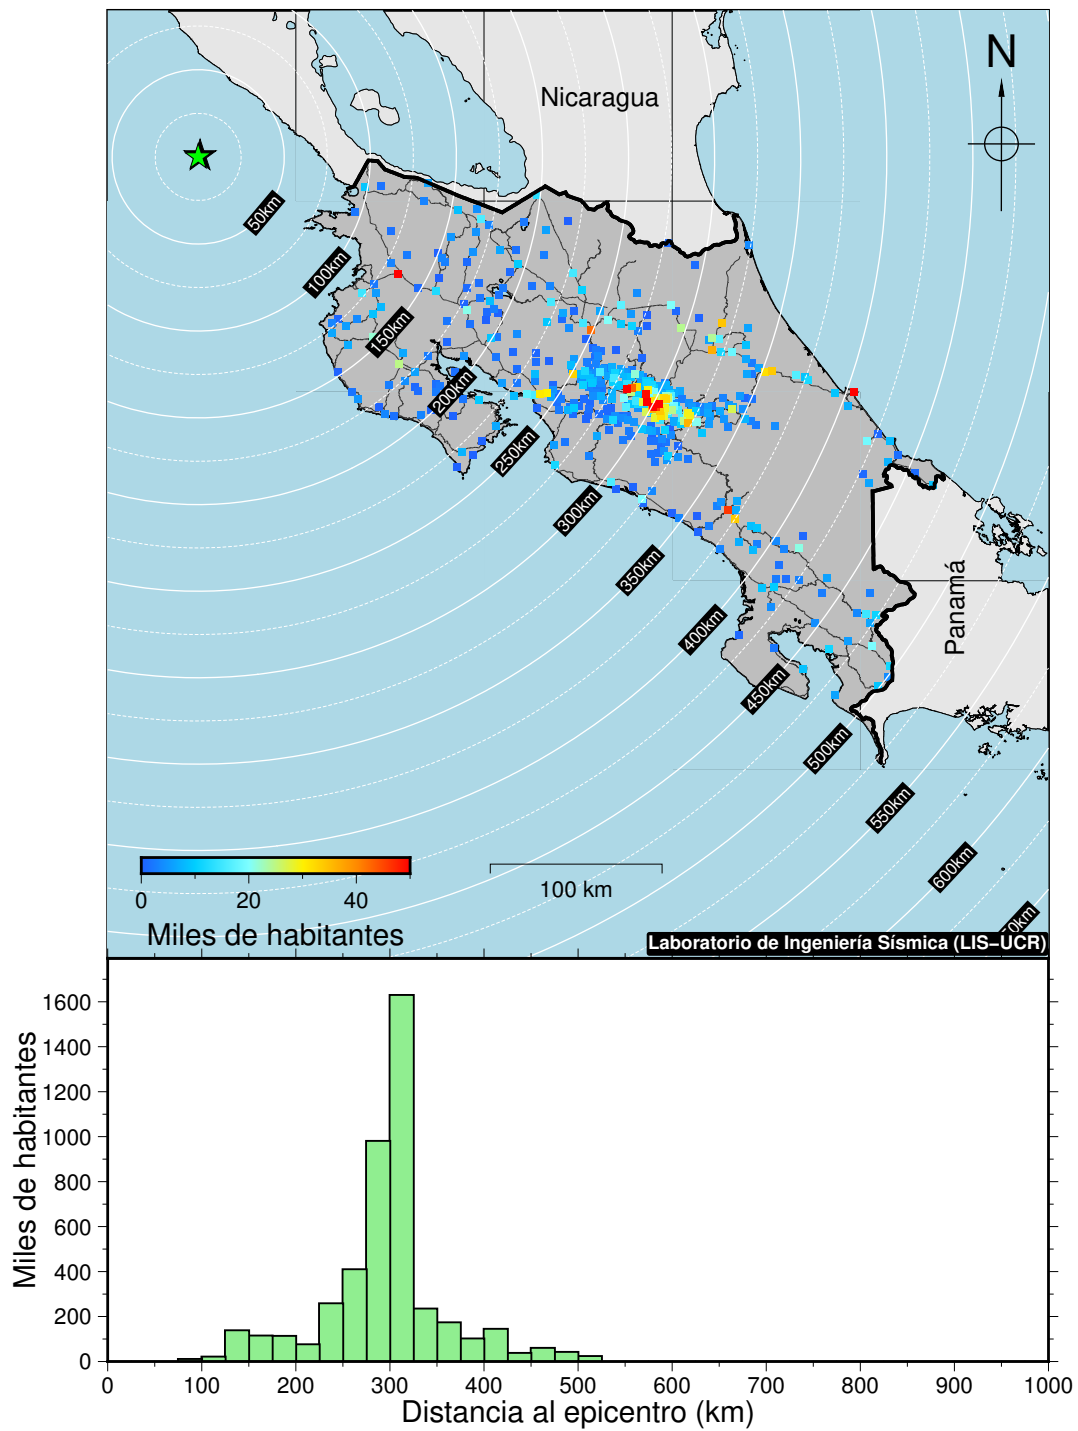 N
Nicaragua
50km
100km
150km
200km
250km
300km
350km
400km
450km
500km
550km
600km
Panamá
0 20 40
Miles de habitantes
100 km
Laboratorio de Ingeniería Sísmica (LIS−UCR)
Miles de habitantes
1600
1400
1200
1000
800
600
400
200
0
0 100 200 300 400 500 600 700 800 900 1000
Distancia al epicentro (km)